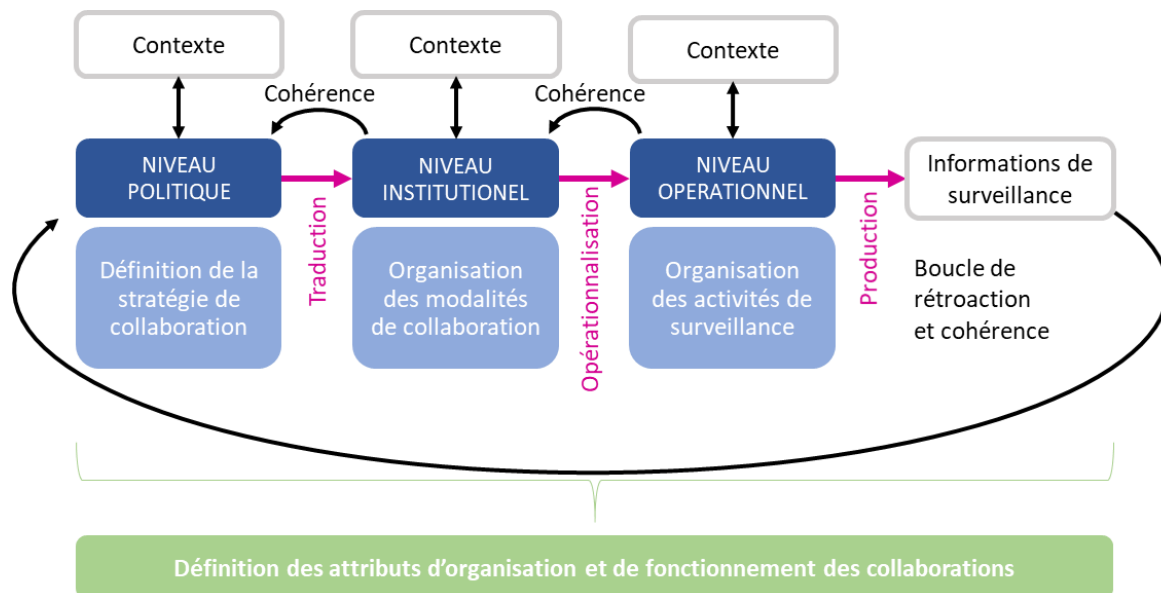 Contexte
Contexte
Contexte
Cohérence
Cohérence
NIVEAU
POLITIQUE
Traduction
NIVEAU
INSTITUTIONEL
Opérationnalisation
NIVEAU
OPERATIONNEL
Production
Informations de
surveillance
Définition de la
stratégie de
collaboration
Organisation
des modalités
de collaboration
Organisation
des activités de
surveillance
Boucle de
rétroaction
et cohérence
Définition des attributs d’organisation et de fonctionnement des collaborations